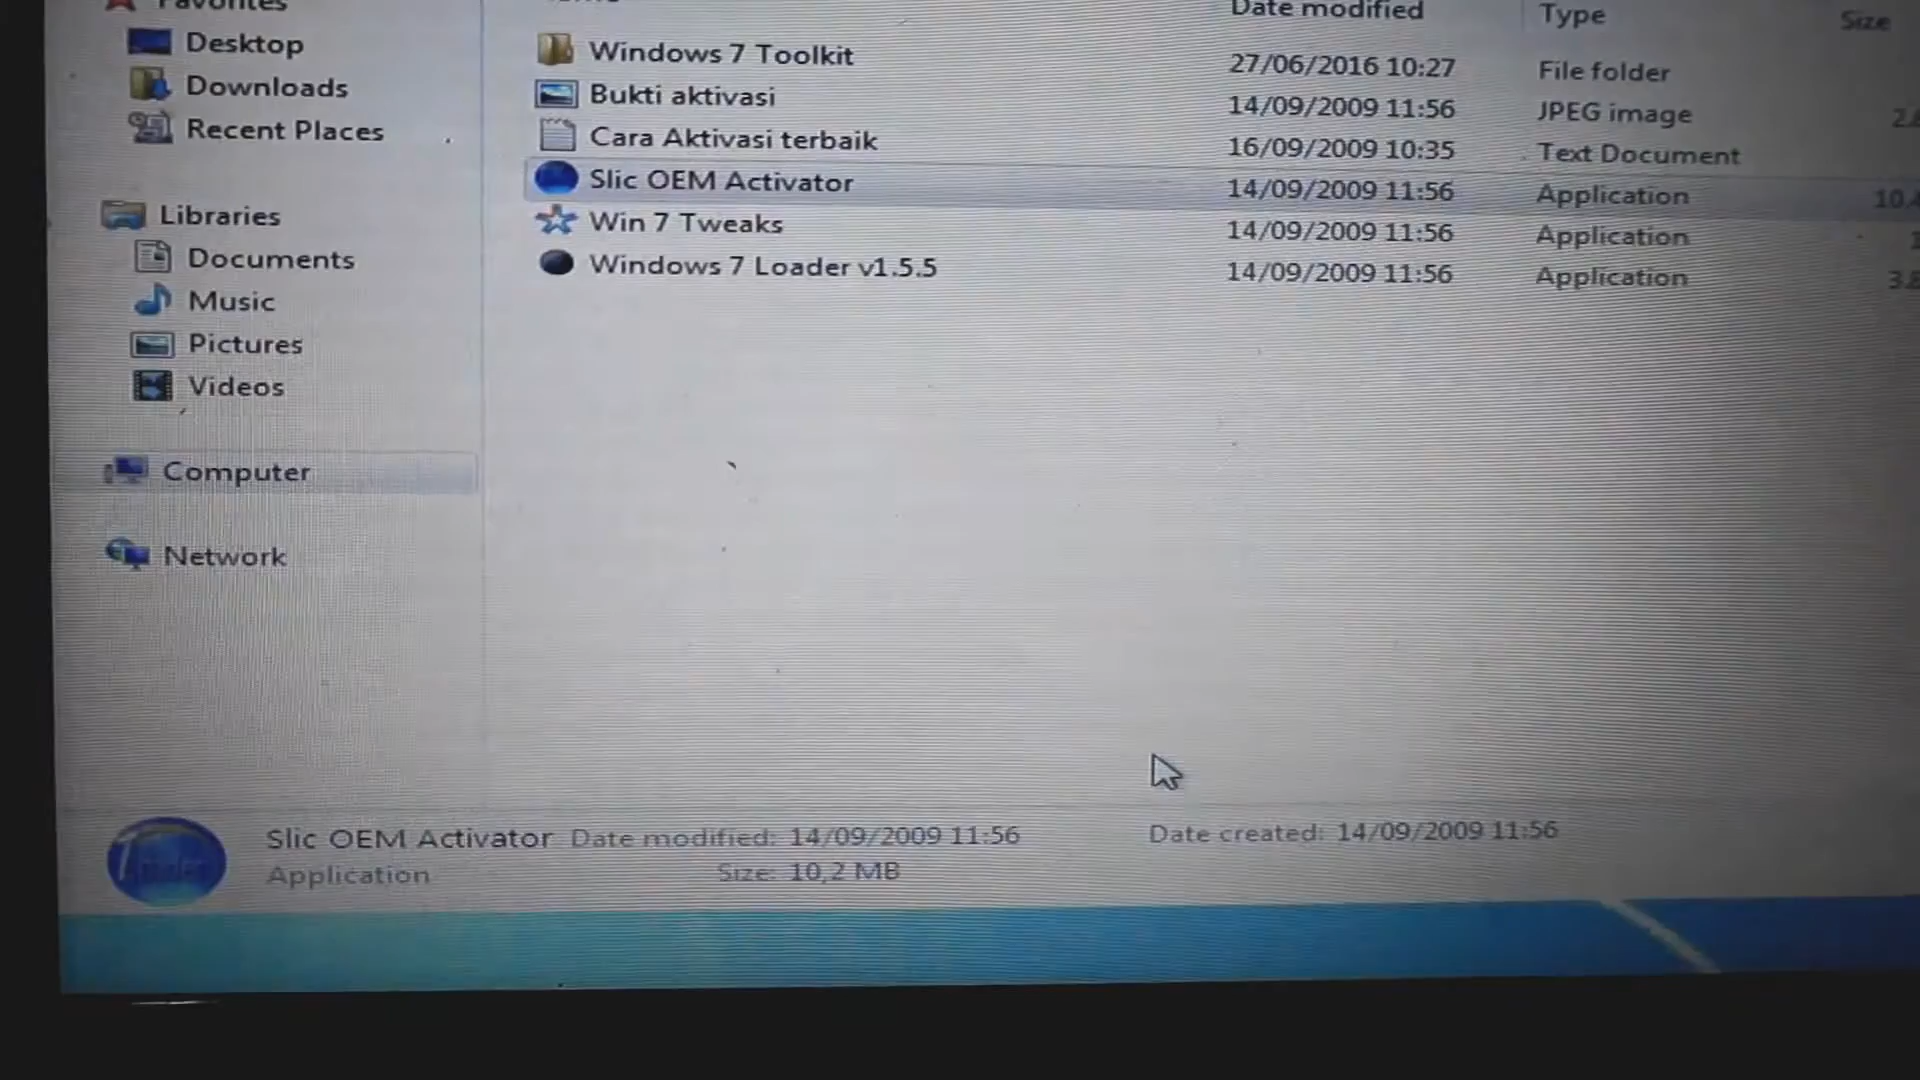 Favorites
Desktop
Downloads
Recent Places
Libraries
Documents
Music
Pictures
Videos
Computer
Network
Date modified Type Size
Windows 7 Toolkit 27/06/2016 10:27 File folder
Bukti aktivasi 14/09/2009 11:56 JPEG image
Cara Aktivasi terbaik 16/09/2009 10:35 Text Document
Slic OEM Activator 14/09/2009 11:56 Application
Win 7 Tweaks 14/09/2009 11:56 Application
Windows 7 Loader v1.5.5 14/09/2009 11:56 Application
Slic OEM Activator Date modified: 14/09/2009 11:56 Date created: 14/09/2009 11:56
Application Size: 10,2 MB